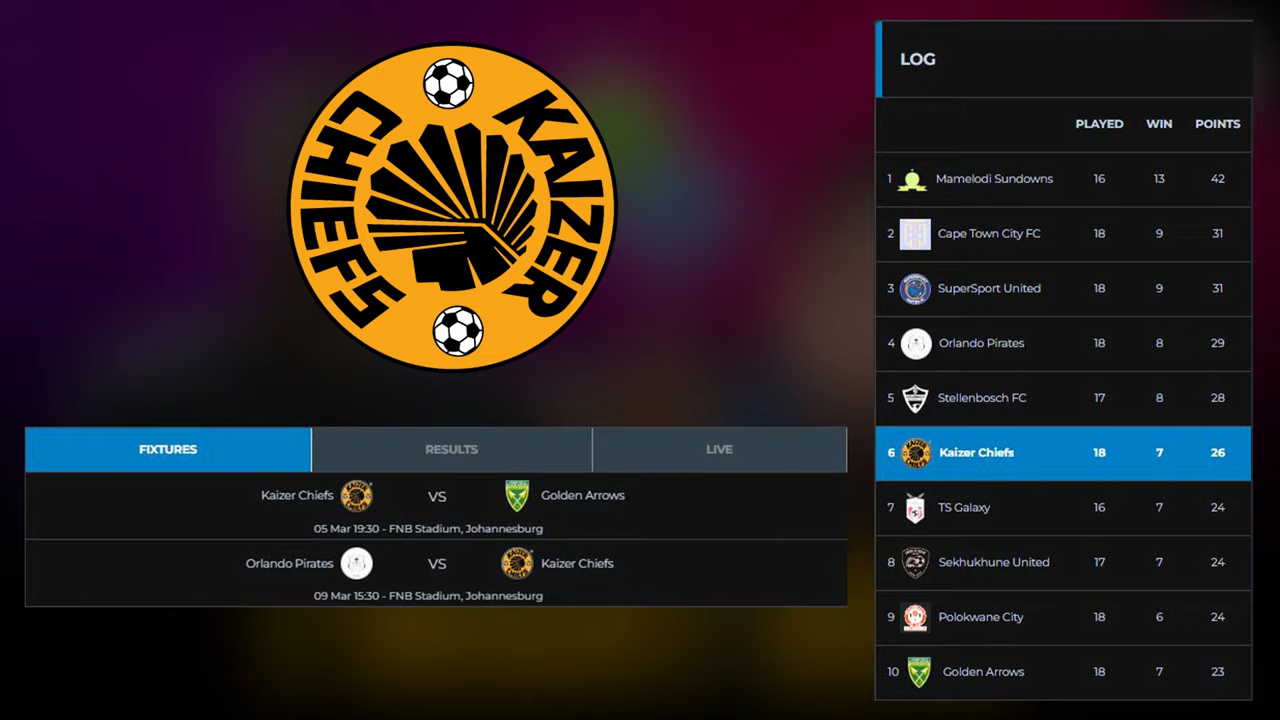 KAIZER
CHIEFS
FIXTURES RESULTS LIVE
Kaizer Chiefs VS Golden Arrows
05 Mar 19:30 - FNB Stadium, Johannesburg
Orlando Pirates VS Kaizer Chiefs
09 Mar 15:30 - FNB Stadium, Johannesburg
LOG
PLAYED WIN POINTS
1 Mamelodi Sundowns 16 13 42
2 Cape Town City FC 18 9 31
3 SuperSport United 18 9 31
4 Orlando Pirates 18 8 29
5 Stellenbosch FC 17 8 28
6 Kaizer Chiefs 18 7 26
7 TS Galaxy 16 7 24
8 Sekhukhune United 17 7 24
9 Polokwane City 18 6 24
10 Golden Arrows 18 7 23